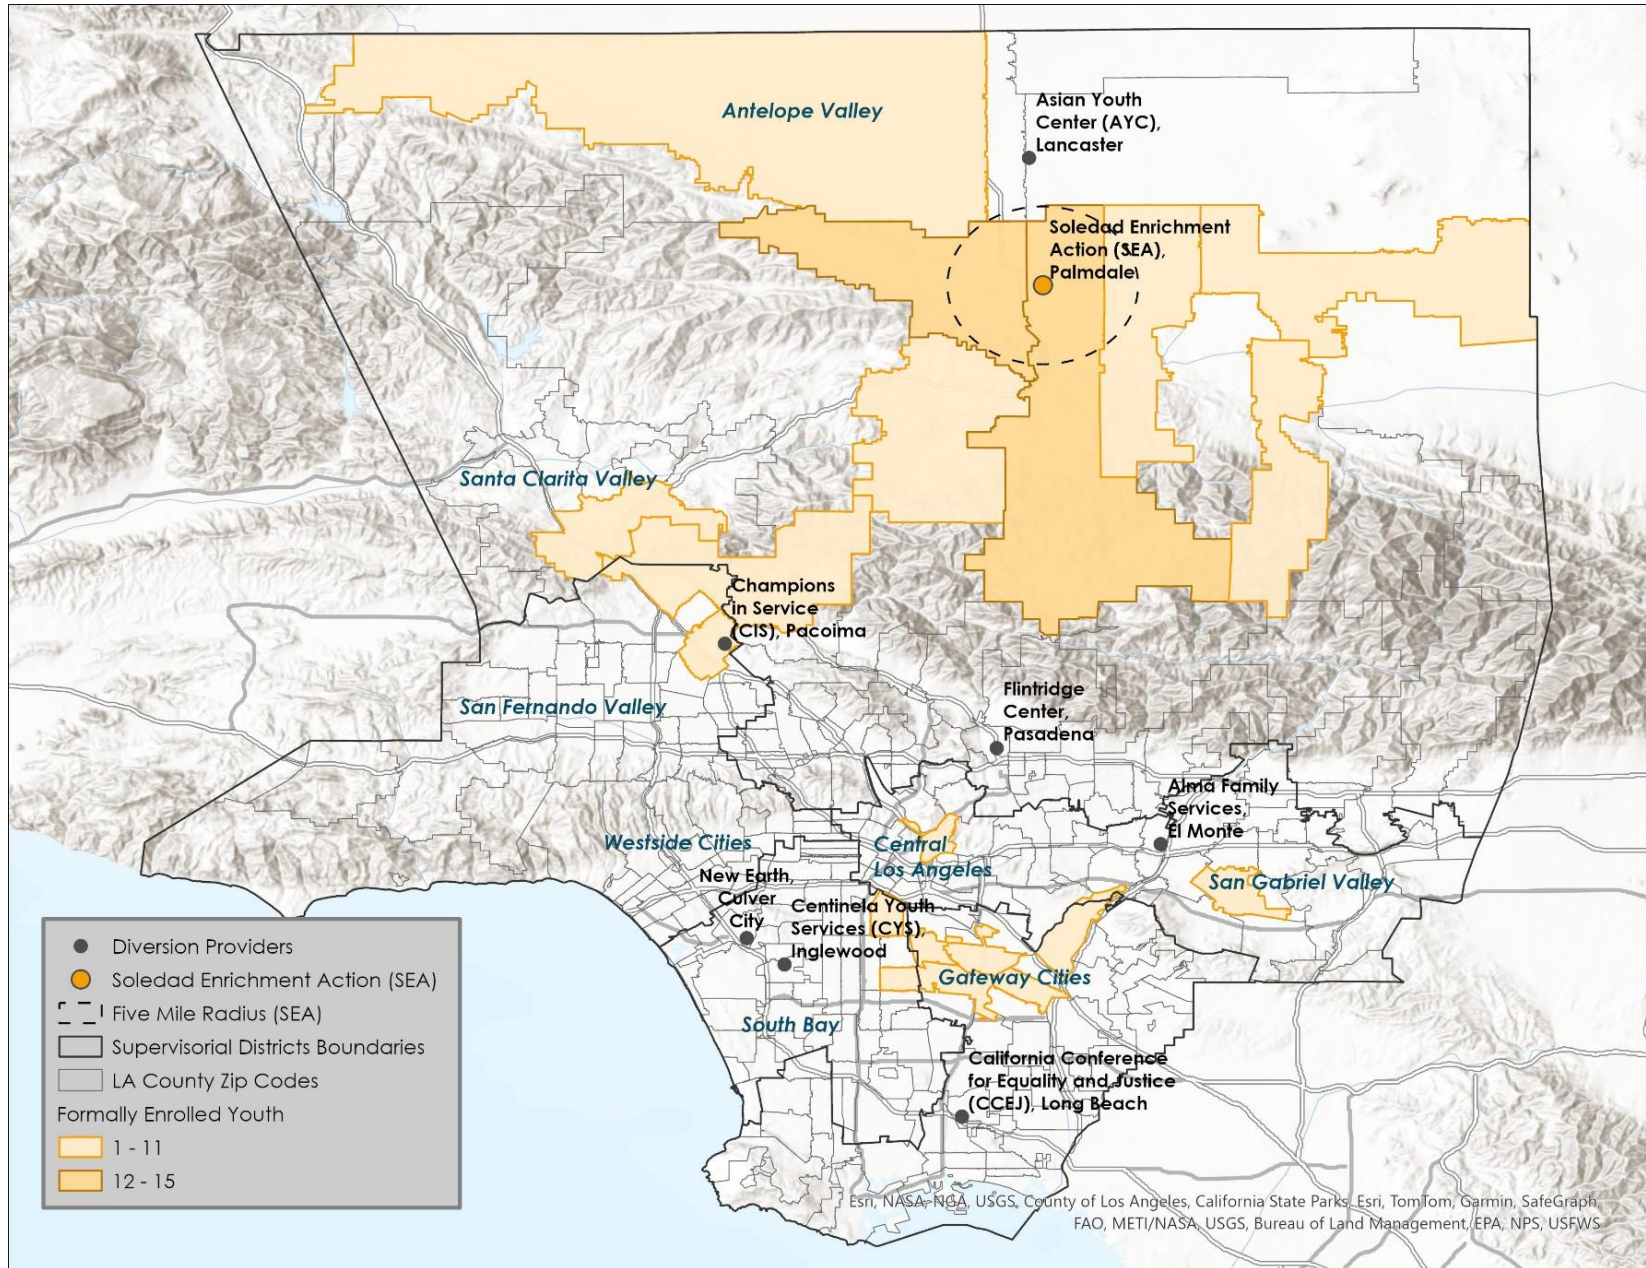 Antelope Valley
Asian Youth
Center (AYC),
Lancaster
Soledad Enrichment
Action (SEA),
Palmdale
Santa Clarita Valley
Champions
in Service
(CIS), Pacoima
San Fernando Valley
Flintridge
Center,
Pasadena
Alma Family
Services,
El Monte
Westside Cities
Central
Los Angeles
San Gabriel Valley
New Earth,
Culver
City
Centinela Youth
Services (CYS),
Inglewood
Gateway Cities
South Bay
California Conference
for Equality and Justice
(CCEJ), Long Beach
Diversion Providers
Soledad Enrichment Action (SEA)
Five Mile Radius (SEA)
Supervisorial Districts Boundaries
LA County Zip Codes
Formally Enrolled Youth
1 - 11
12 - 15
Esri, NASA, NGA, USGS, County of Los Angeles, California State Parks, Esri, TomTom, Garmin, SafeGraph,
FAO, METI/NASA, USGS, Bureau of Land Management, EPA, NPS, USFWS